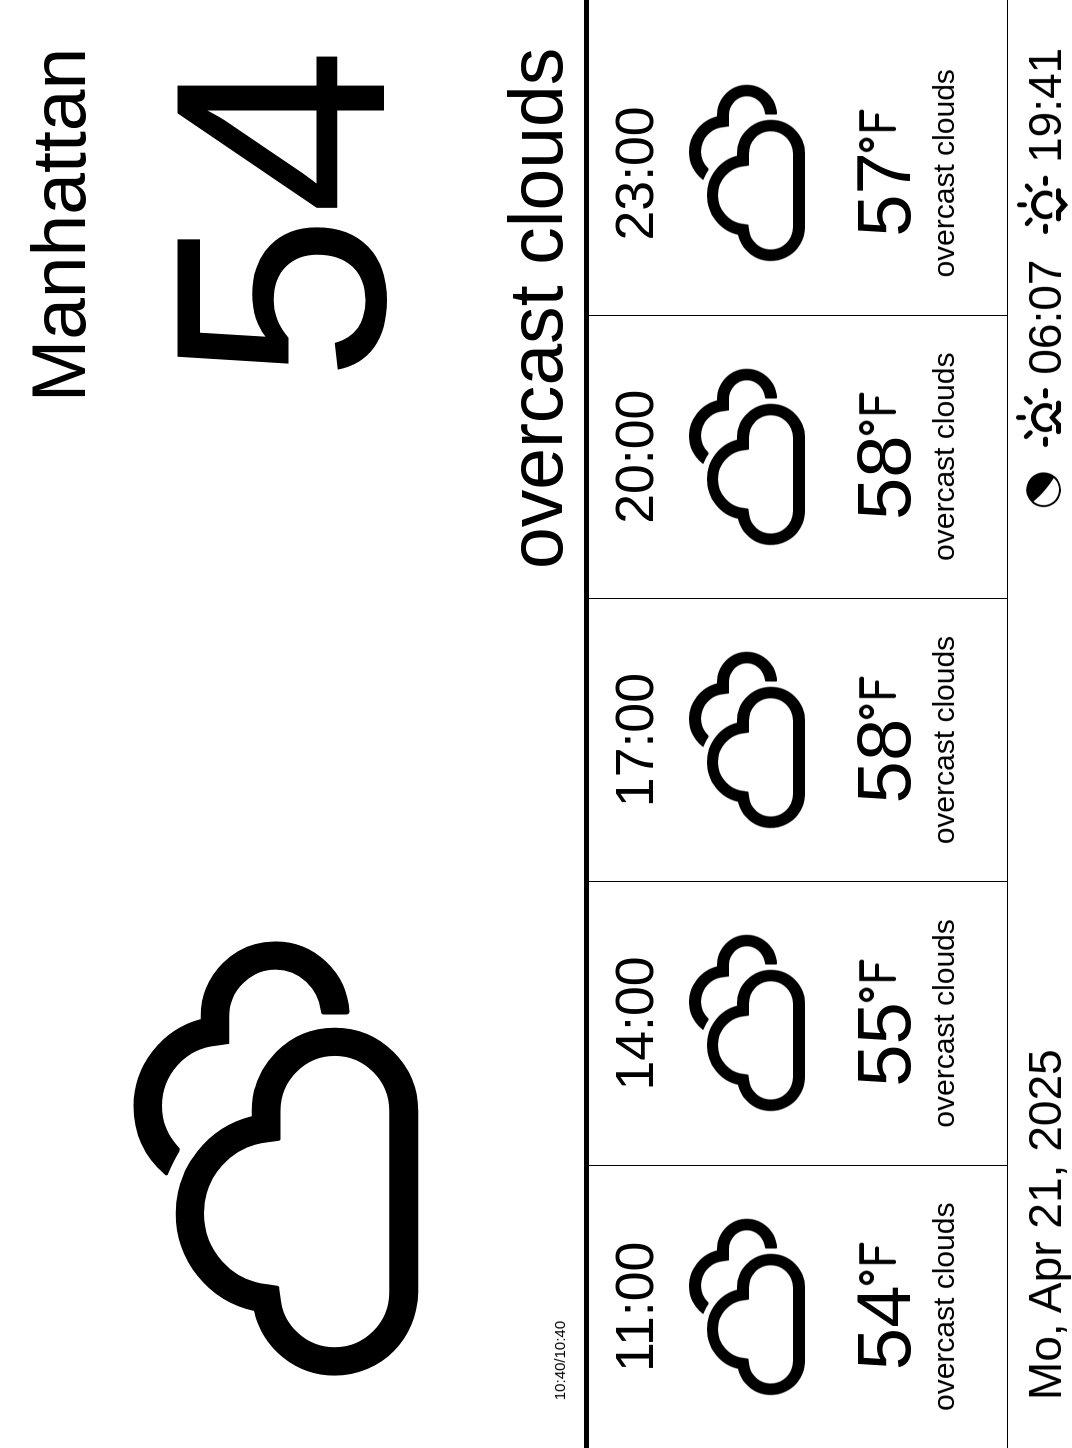 Manhattan
54
overcast clouds
10:40/10:40
11:00
54°F
overcast clouds
14:00
55°F
overcast clouds
17:00
58°F
overcast clouds
20:00
58°F
overcast clouds
23:00
57°F
overcast clouds
Mo, Apr 21, 2025
06:07 19:41